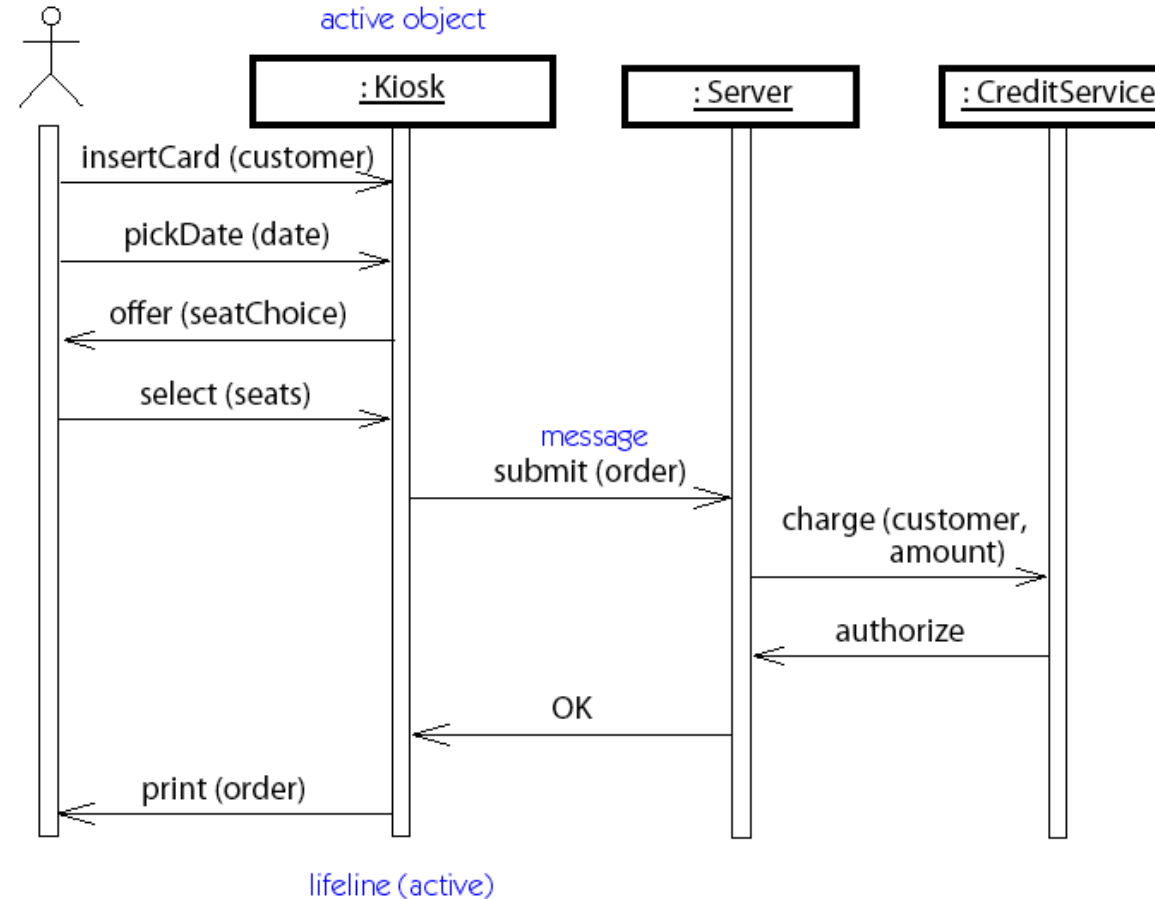 active object
: Kiosk
: Server
: CreditService
insertCard (customer)
pickDate (date)
offer (seatChoice)
select (seats)
message
submit (order)
charge (customer,
amount)
authorize
OK
print (order)
lifeline (active)